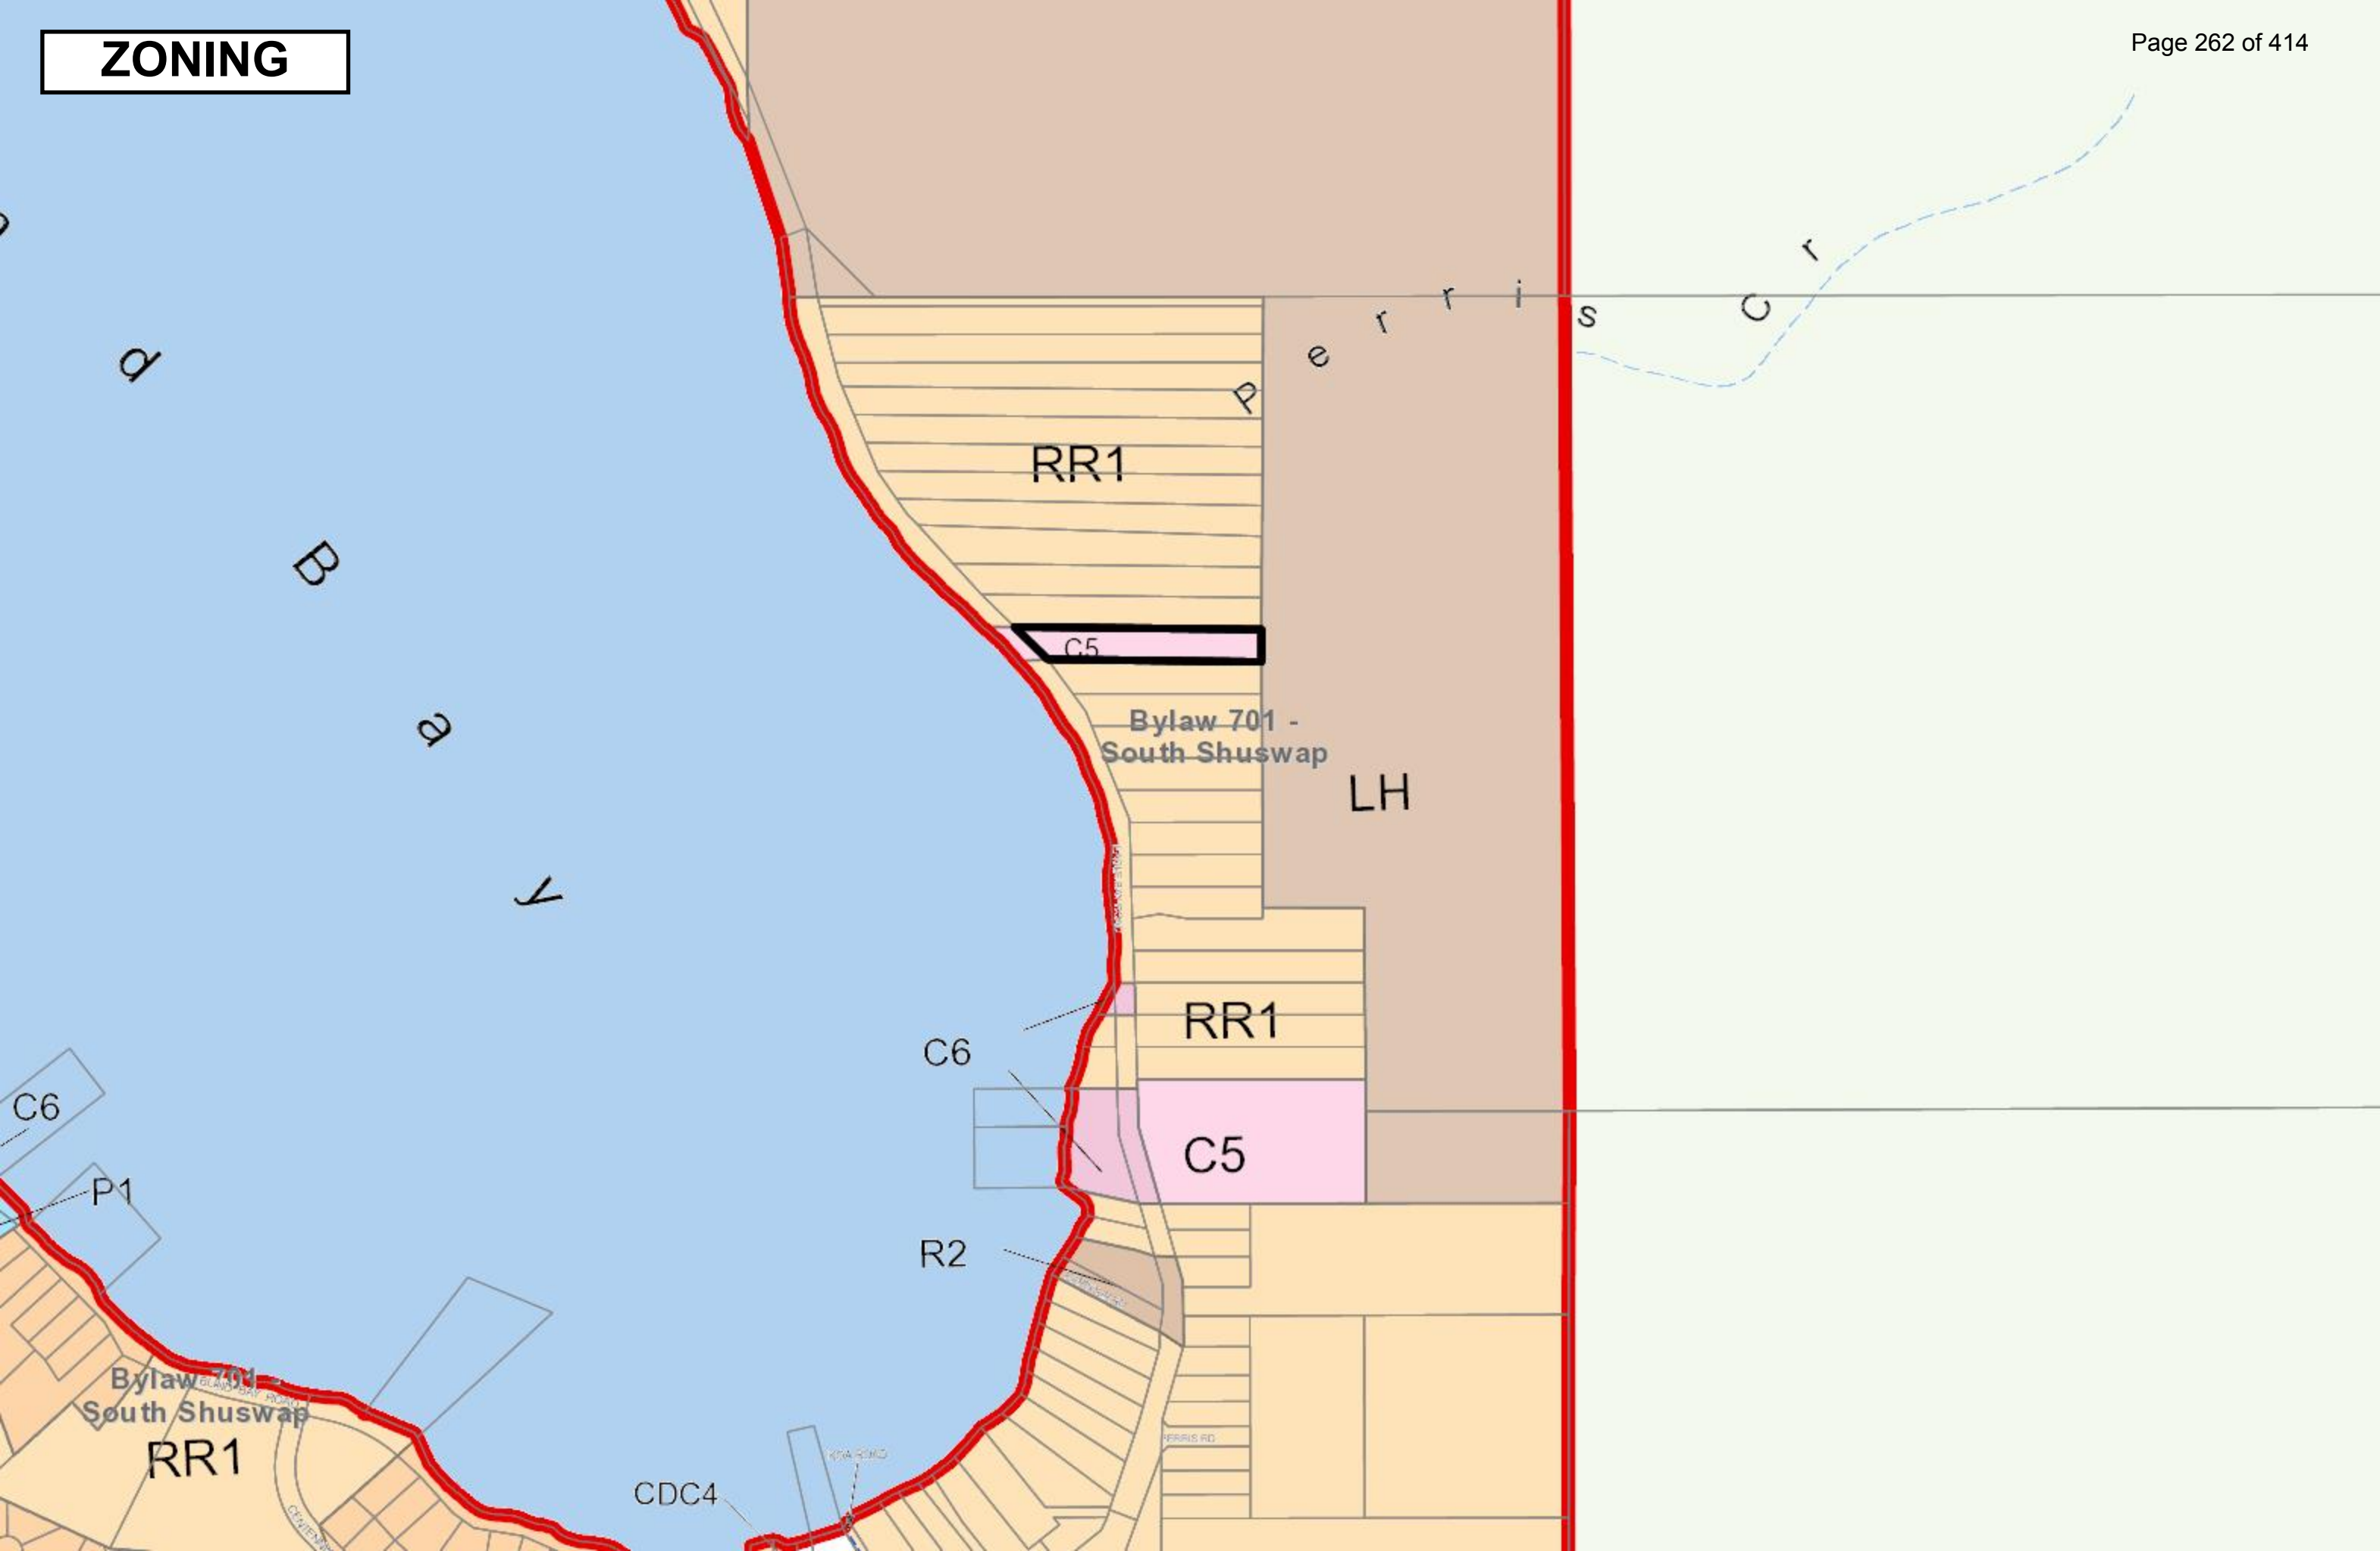 ZONING
Page 262 of 414
d
Bay
Perris Cr
RR1
C5
Bylaw 701 -
South Shuswap
LH
RR1
C6
C5
C6
P1
R2
Bylaw 701 -
South Shuswap
RR1
CDC4
PERRIS RD